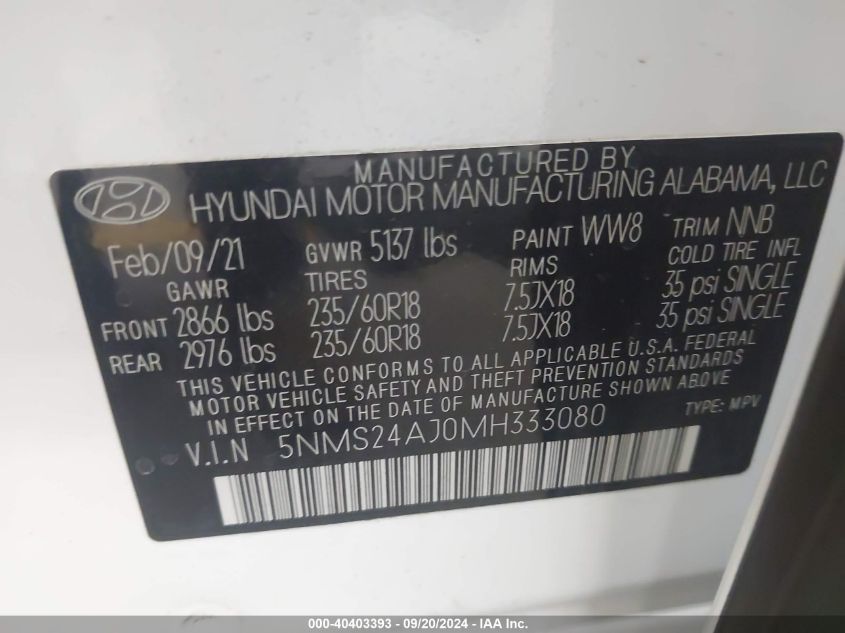 MANUFACTURED BY
HYUNDAI MOTOR MANUFACTURING ALABAMA, LLC
Feb/09/21 GVWR 5137 lbs PAINT WW8 TRIM NNB
GAWR TIRES RIMS COLD TIRE INFL
FRONT 2866 lbs 235/60R18 7.5JX18 35 psi SINGLE
REAR 2976 lbs 235/60R18 7.5JX18 35 psi SINGLE
THIS VEHICLE CONFORMS TO ALL APPLICABLE U.S.A. FEDERAL
MOTOR VEHICLE SAFETY AND THEFT PREVENTION STANDARDS
IN EFFECT ON THE DATE OF MANUFACTURE SHOWN ABOVE
V.I.N 5NMS24AJ0MH333080 TYPE: MPV
000-40403393 - 09/20/2024 - IAA Inc.